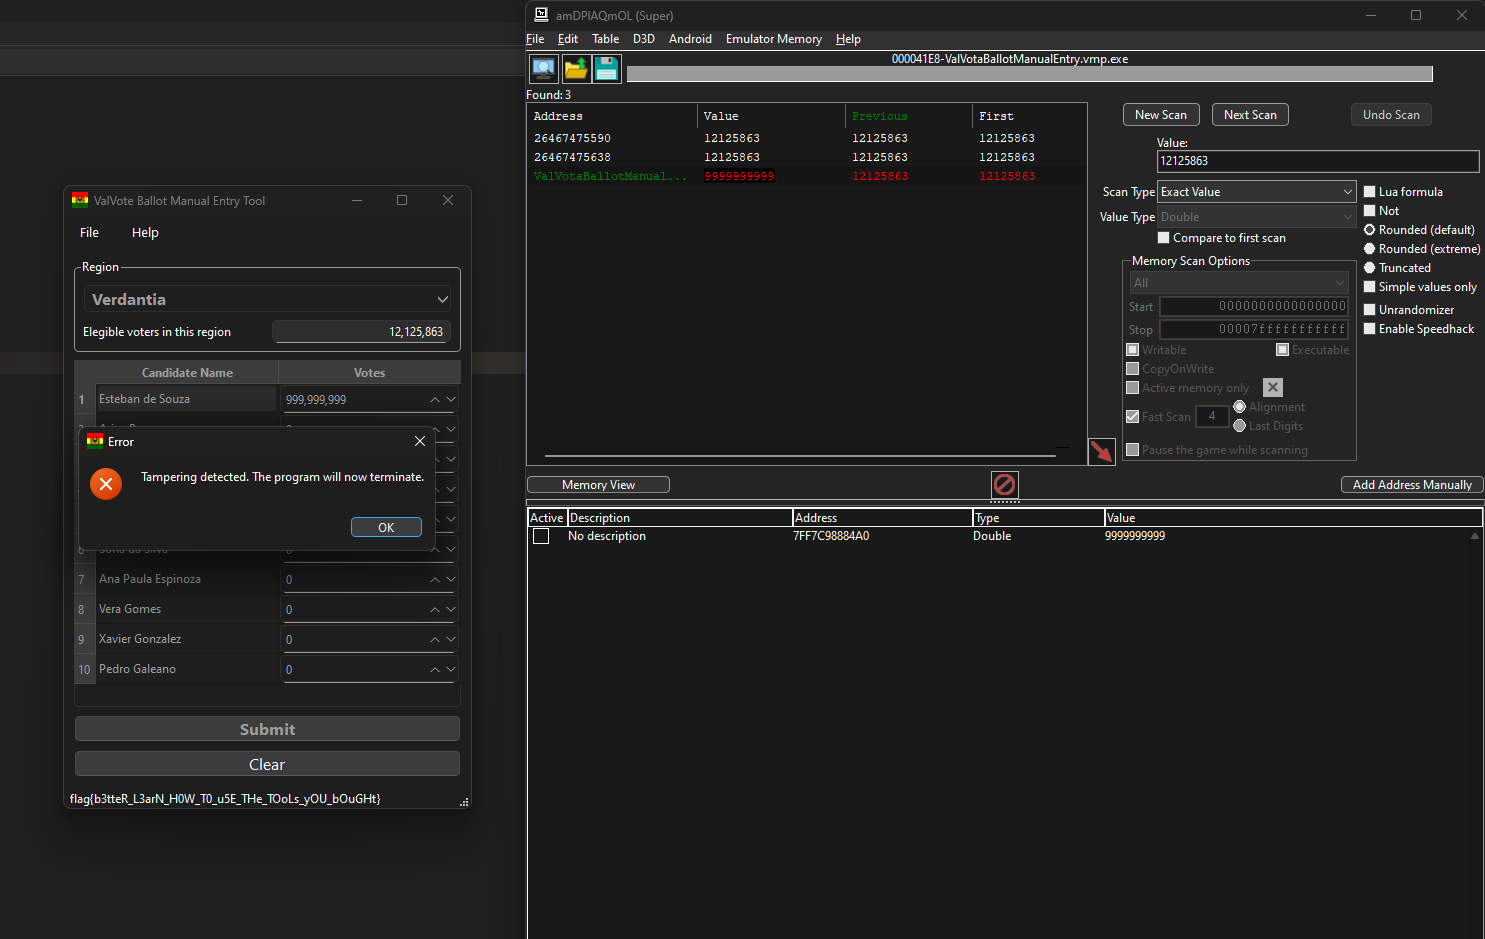 ValVote Ballot Manual Entry Tool
File Help
Region
Verdantia
Elegible voters in this region 12,125,863
Candidate Name Votes
1 Esteban de Souza 999,999,999
Error
Tampering detected. The program will now terminate.
OK
7 Ana Paula Espinoza 0
8 Vera Gomes 0
9 Xavier Gonzalez 0
10 Pedro Galeano 0
Submit
Clear
flag{b3tteR_L3arN_H0W_T0_u5E_THe_TOoLs_yOU_bOuGHt}
amDPIAQmOL (Super)
File Edit Table D3D Android Emulator Memory Help
000041E8-ValVotaBallotManualEntry.vmp.exe
Found: 3
Address Value Previous First
26467475590 12125863 12125863 12125863
26467475638 12125863 12125863 12125863
ValVotaBallotManual... 9999999999 12125863 12125863
New Scan Next Scan Undo Scan
Value:
12125863
Scan Type Exact Value
Value Type Double
Compare to first scan
Lua formula
Not
Rounded (default)
Rounded (extreme)
Truncated
Simple values only
Unrandomizer
Enable Speedhack
Memory Scan Options
All
Start 0000000000000000
Stop 00007fffffffffff
Writable Executable
CopyOnWrite
Active memory only
Fast Scan 4 Alignment
Last Digits
Pause the game while scanning
Memory View Add Address Manually
Active Description Address Type Value
No description 7FF7C98884A0 Double 9999999999